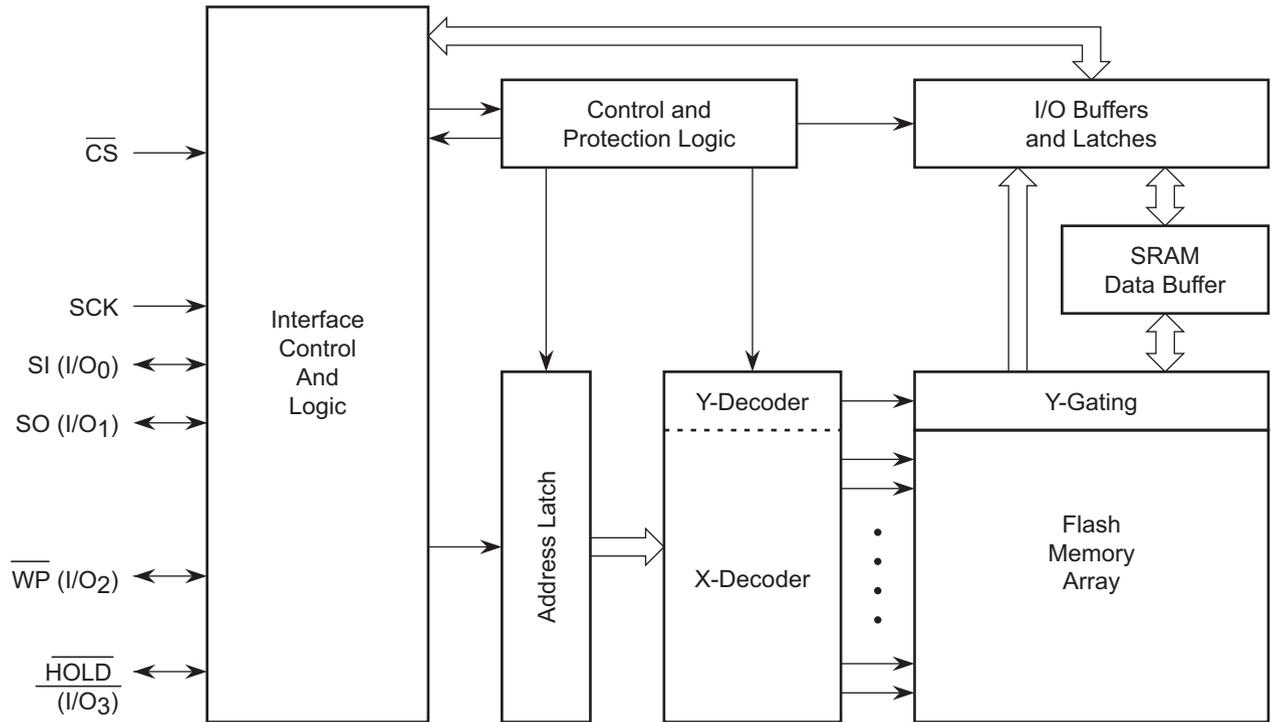 Control and
Protection Logic
I/O Buffers
and Latches
CS
SRAM
Data Buffer
SCK
Interface
Control
And
Logic
SI (I/O0)
SO (I/O1)
Y-Decoder
Y-Gating
Address Latch
Flash
Memory
Array
WP (I/O2)
X-Decoder
HOLD
(I/O3)